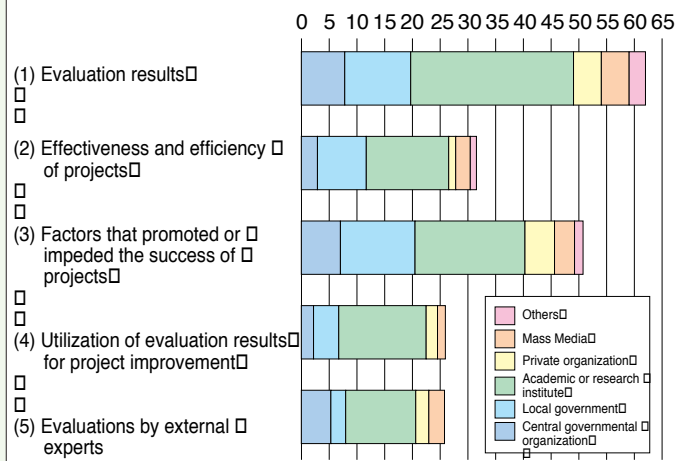 0 5 10 15 20 25 30 35 40 45 50 55 60 65
(1) Evaluation results□
□
□
(2) Effectiveness and efficiency □
of projects□
□
□
(3) Factors that promoted or □
impeded the success of □
projects□
□
□
(4) Utilization of evaluation results□
for project improvement□
□
□
(5) Evaluations by external □
experts
Others□
Mass Media□
Private organization□
Academic or research □
institute□
Local government□
Central governmental □
organization□
□